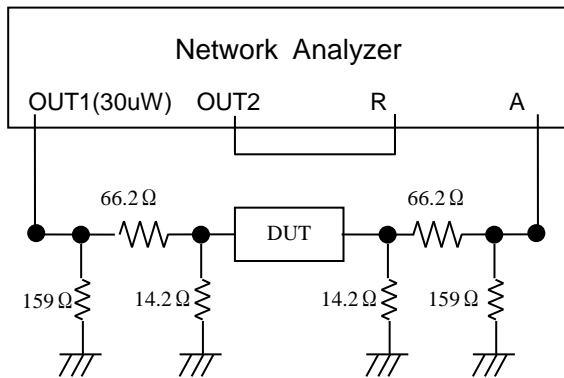 Network Analyzer
OUT1(30uW) OUT2 R A
66.2 Ω 66.2 Ω
DUT
159 Ω 14.2 Ω 14.2 Ω 159 Ω